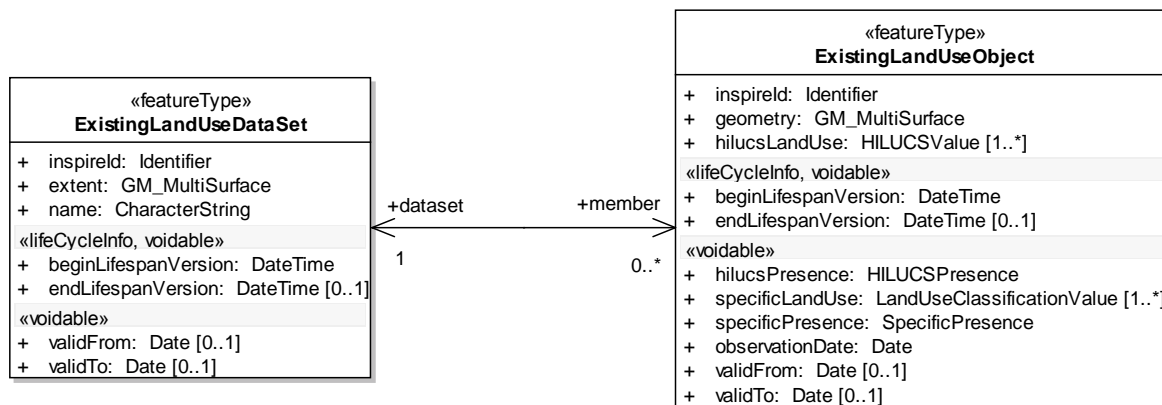 «featureType»
ExistingLandUseDataSet
+ inspireId: Identifier
+ extent: GM_MultiSurface
+ name: CharacterString
«lifeCycleInfo, voidable»
+ beginLifespanVersion: DateTime
+ endLifespanVersion: DateTime [0..1]
«voidable»
+ validFrom: Date [0..1]
+ validTo: Date [0..1]
+dataset
1
+member
0..*
«featureType»
ExistingLandUseObject
+ inspireId: Identifier
+ geometry: GM_MultiSurface
+ hilucsLandUse: HILUCSValue [1..*]
«lifeCycleInfo, voidable»
+ beginLifespanVersion: DateTime
+ endLifespanVersion: DateTime [0..1]
«voidable»
+ hilucsPresence: HILUCSPresence
+ specificLandUse: LandUseClassificationValue [1..*]
+ specificPresence: SpecificPresence
+ observationDate: Date
+ validFrom: Date [0..1]
+ validTo: Date [0..1]